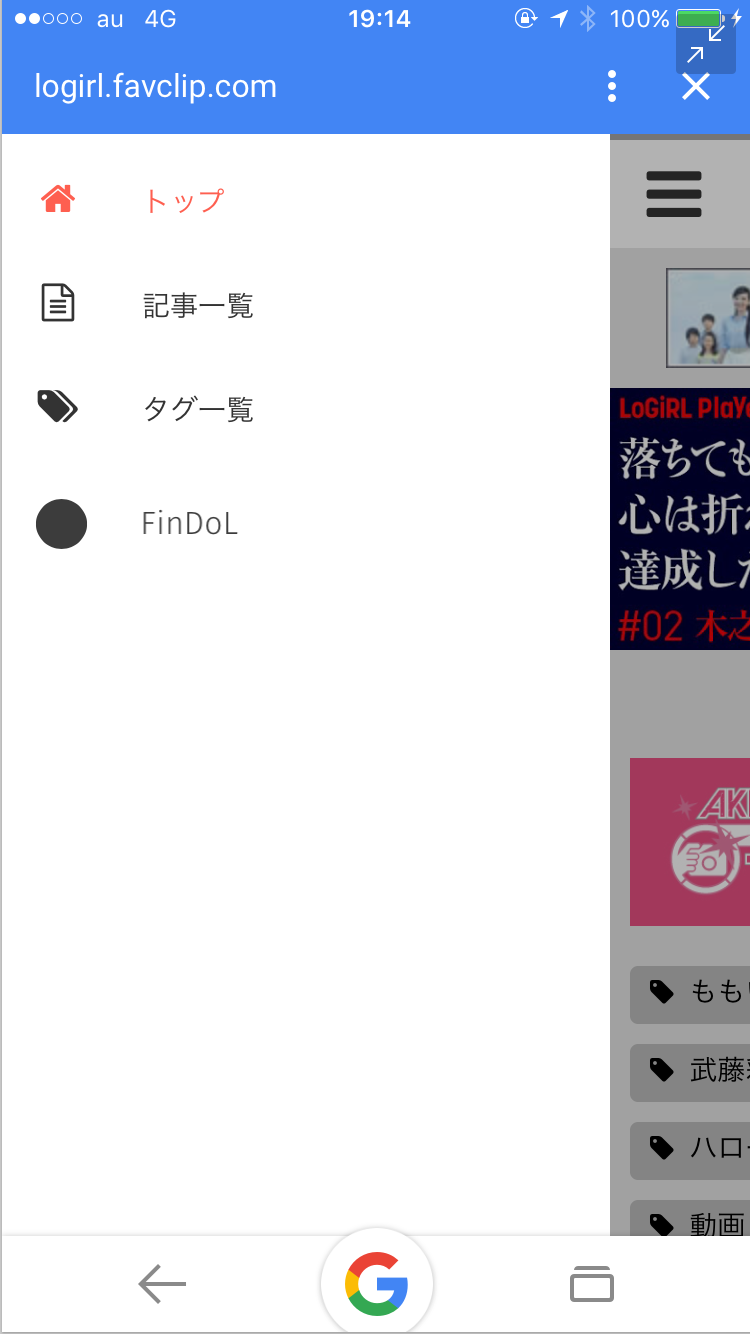 au 4G 19:14 100%
logirl.favclip.com
トップ
記事一覧
タグ一覧
FinDoL
LoGiRL PlaY
落ちても
心は折
達成し
#02 木之
AK
もも
武藤
ハロ
動画